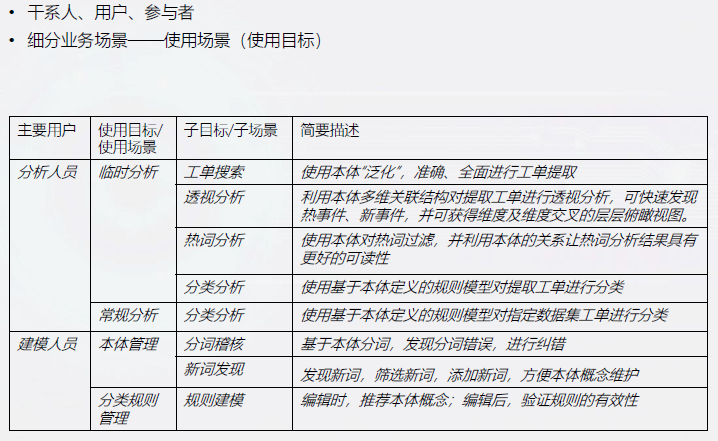 • 干系人、用户、参与者
• 细分业务场景——使用场景（使用目标）
主要用户 使用目标/ 子目标/子场景 简要描述
使用场景
分析人员 临时分析 工单搜索 使用本体“泛化”，准确、全面进行工单提取
透视分析 利用本体多维关联结构对提取工单进行透视分析，可快速发现
热事件、新事件，并可获得维度及维度交叉的层层俯瞰视图。
热词分析 使用本体对热词过滤，并利用本体的关系让热词分析结果具有
更好的可读性
分类分析 使用基于本体定义的规则模型对提取工单进行分类
常规分析 分类分析 使用基于本体定义的规则模型对指定数据集工单进行分类
建模人员 本体管理 分词稽核 基于本体分词，发现分词错误，进行纠错
新词发现 发现新词，筛选新词，添加新词，方便本体概念维护
分类规则 规则建模 编辑时，推荐本体概念；编辑后，验证规则的有效性
管理